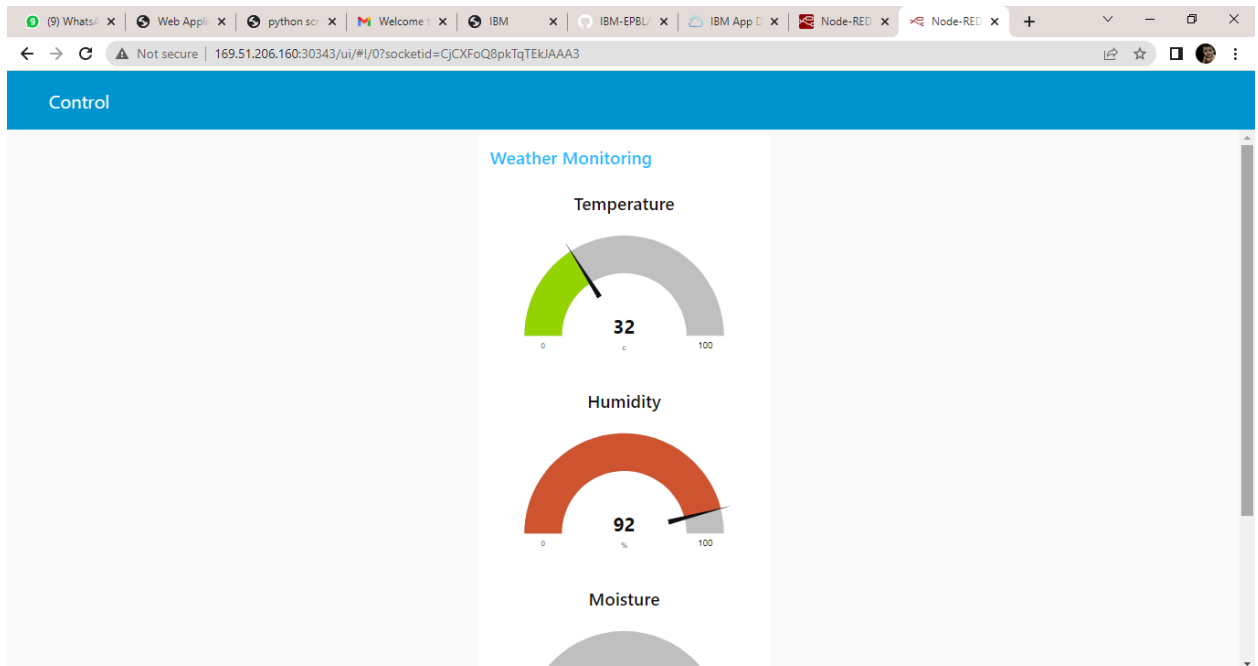 (9) WhatsA
Web Appli
python scr
Welcome t
IBM
IBM-EPBL/
IBM App D
Node-RED
Node-RED
Not secure | 169.51.206.160:30343/ui/#!/0?socketid=CjCXFoQ8pkTqTEkJAAA3
Control
Weather Monitoring
Temperature
32
c
0
100
Humidity
92
%
0
100
Moisture